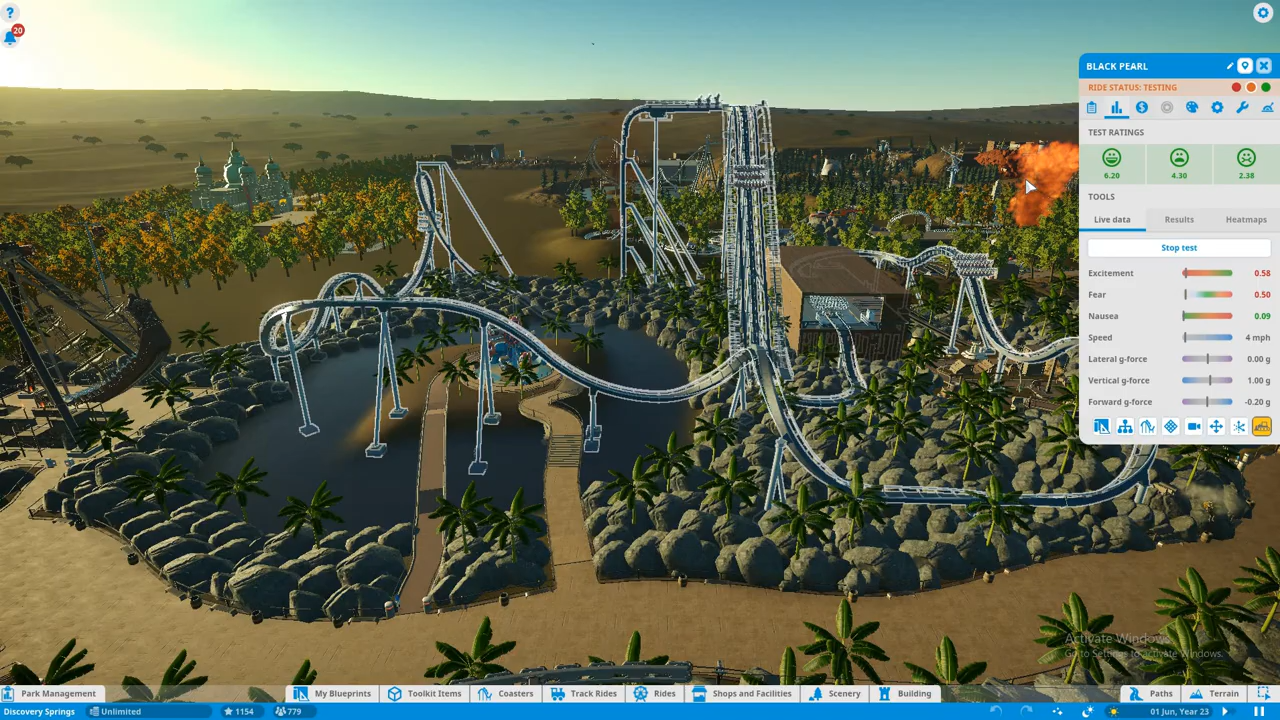 ?
20
BLACK PEARL
RIDE STATUS: TESTING
TEST RATINGS
6.20 4.30 2.38
TOOLS
Live data Results Heatmaps
Stop test
Excitement 0.58
Fear 0.50
Nausea 0.09
Speed 4 mph
Lateral g-force 0.00 g
Vertical g-force 1.00 g
Forward g-force -0.20 g
Activate Windows
Go to Settings to activate Windows.
Park Management My Blueprints Toolkit Items Coasters Track Rides Rides Shops and Facilities Scenery Building Paths Terrain
Discovery Springs Unlimited 1154 779 01 Jun, Year 23